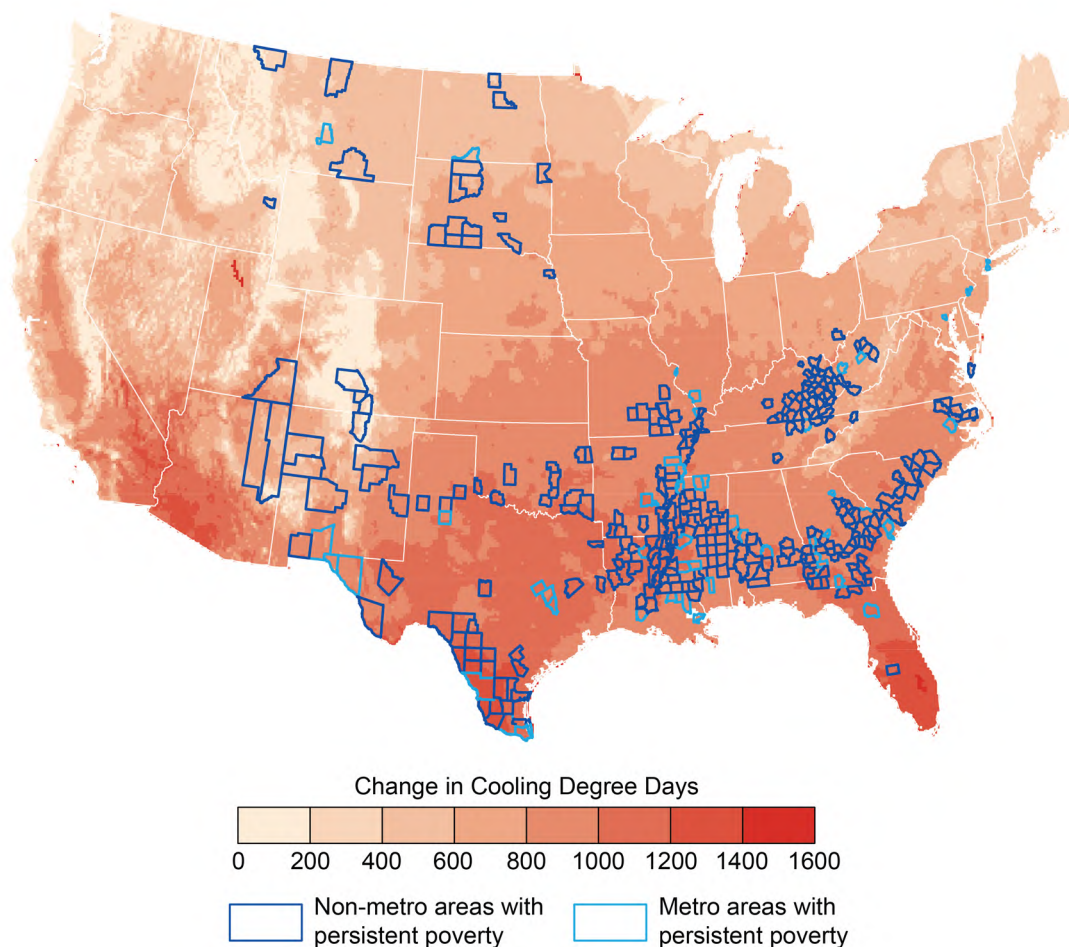 Change in Cooling Degree Days
0 200 400 600 800 1000 1200 1400 1600
Non-metro areas with
persistent poverty
Metro areas with
persistent poverty